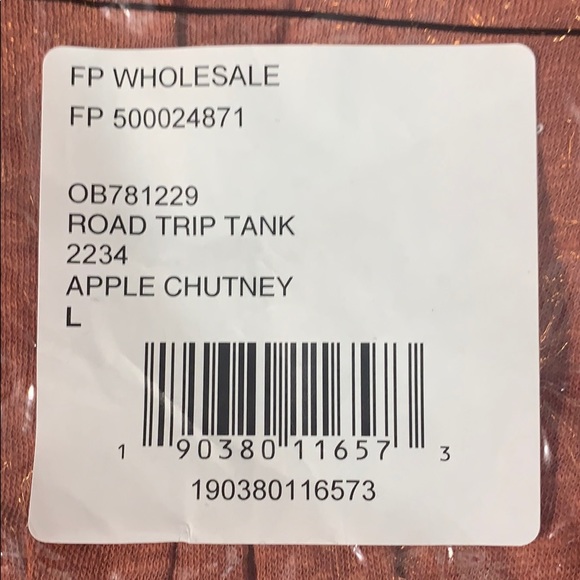 FP WHOLESALE
FP 500024871
OB781229
ROAD TRIP TANK
2234
APPLE CHUTNEY
L
1 90380 11657 3
190380116573